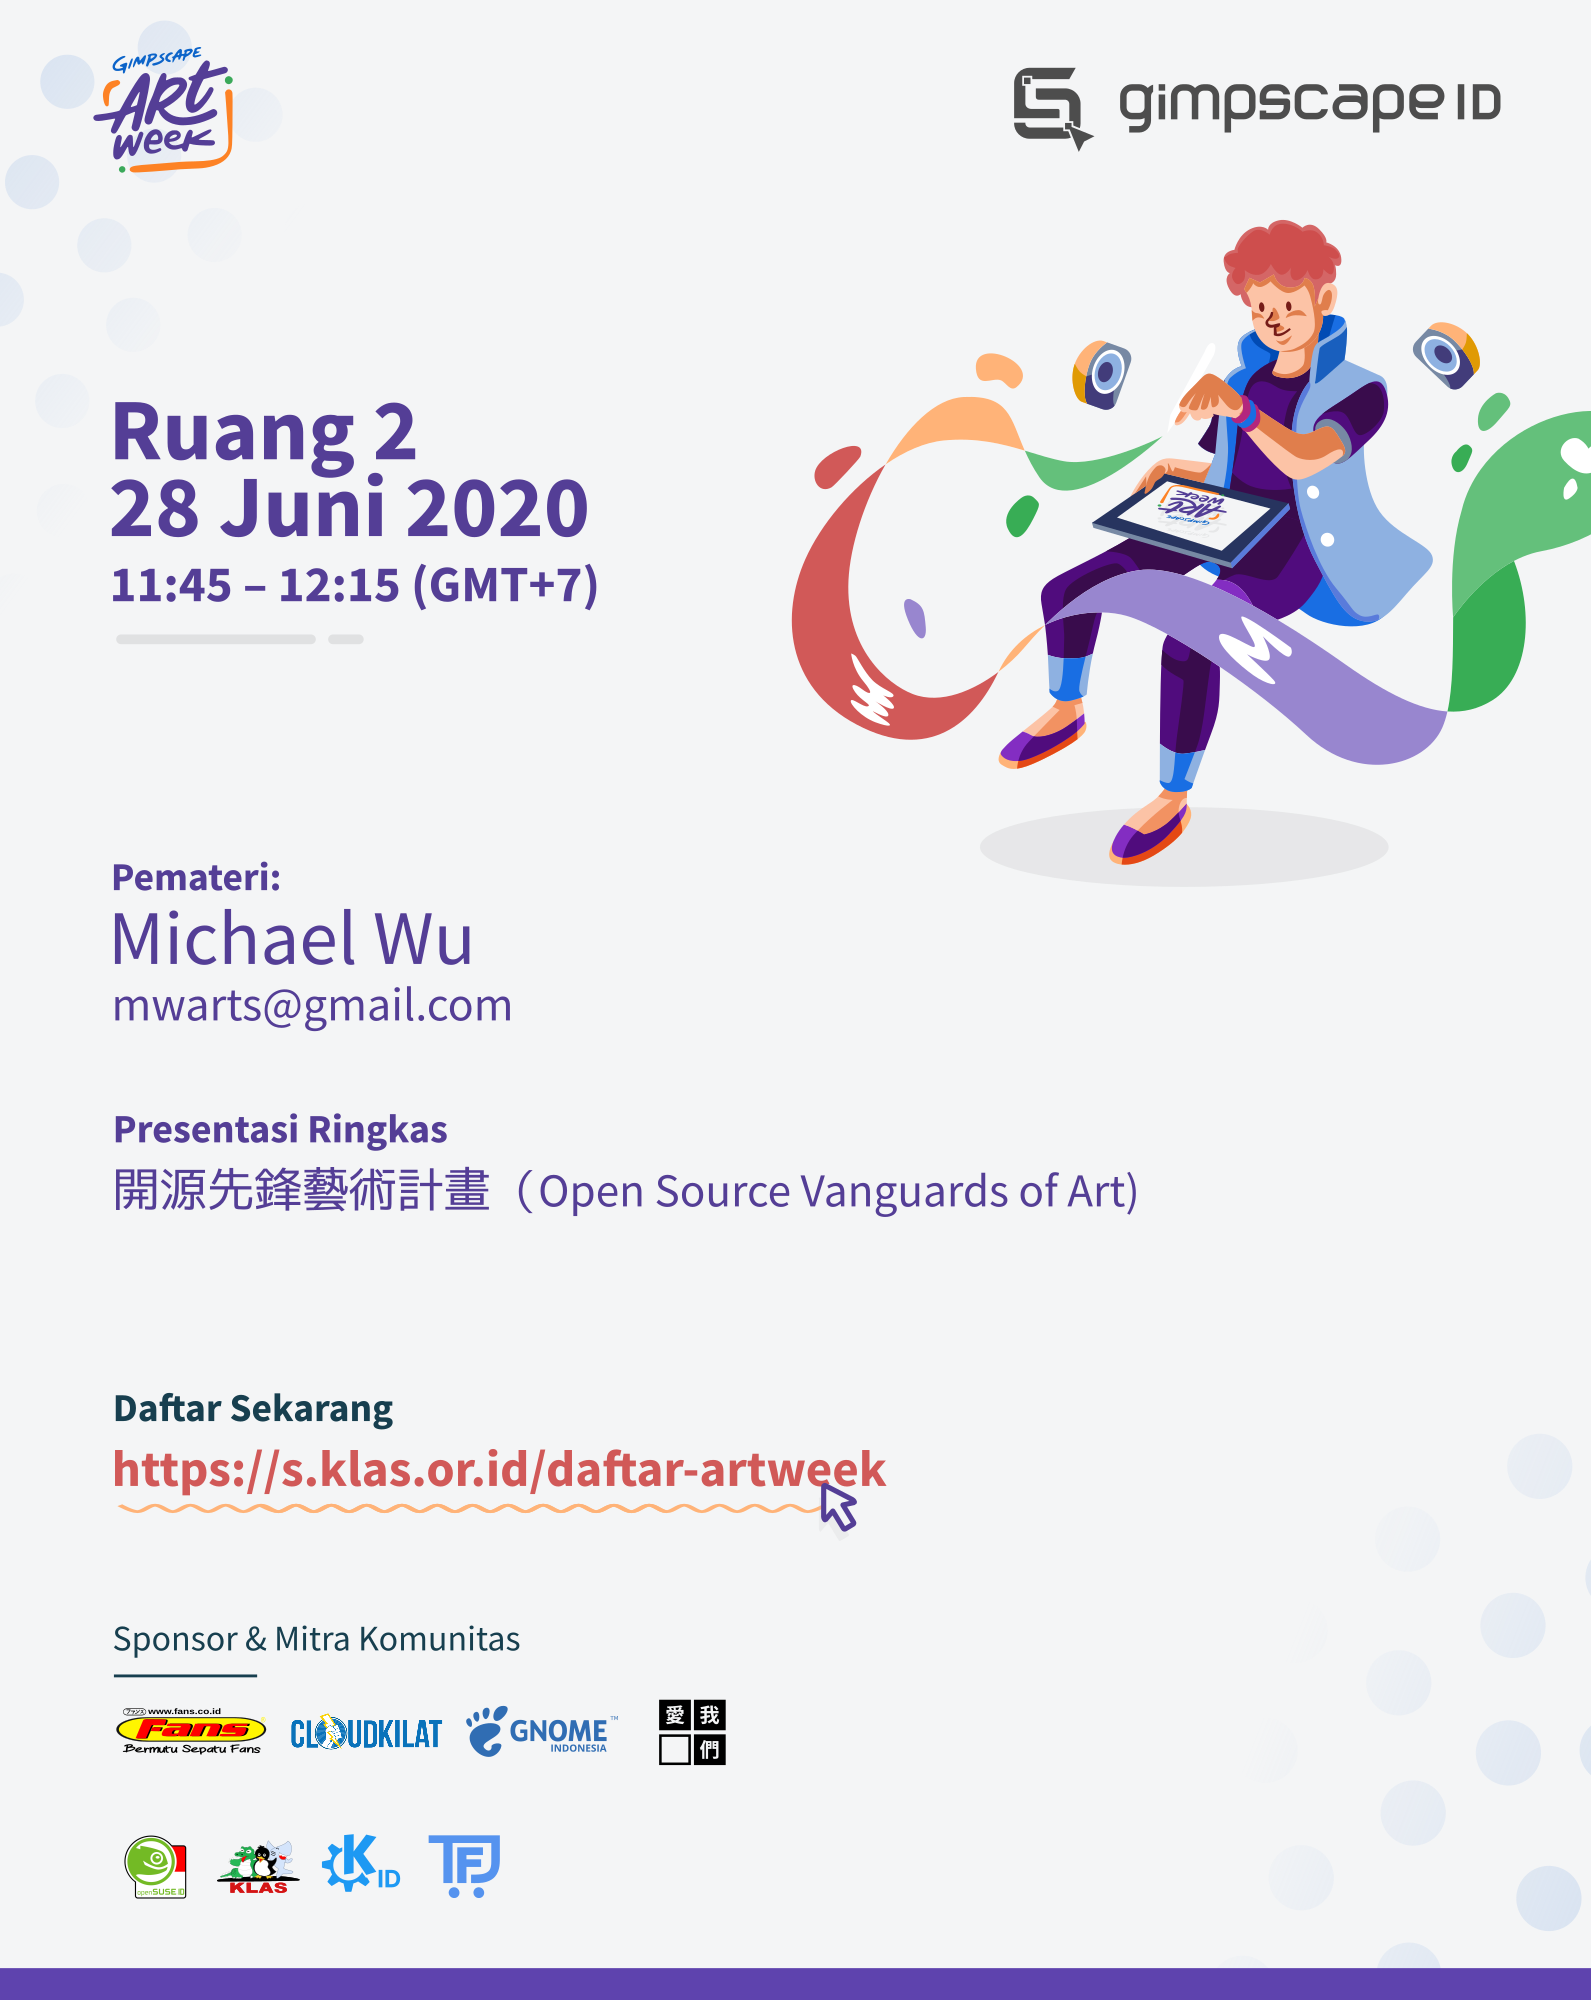 GIMPSCAPE
ART
WEEK
gimpscape ID
Ruang 2
28 Juni 2020
11:45 – 12:15 (GMT+7)
Pemateri:
Michael Wu
mwarts@gmail.com
Presentasi Ringkas
開源先鋒藝術計畫（Open Source Vanguards of Art)
Daftar Sekarang
https://s.klas.or.id/daftar-artweek
Sponsor & Mitra Komunitas
www.fans.co.id
Fans
Bermutu Sepatu Fans
CLOUDKILAT
GNOME™
INDONESIA
愛我
們
openSUSE ID
KLAS
K ID